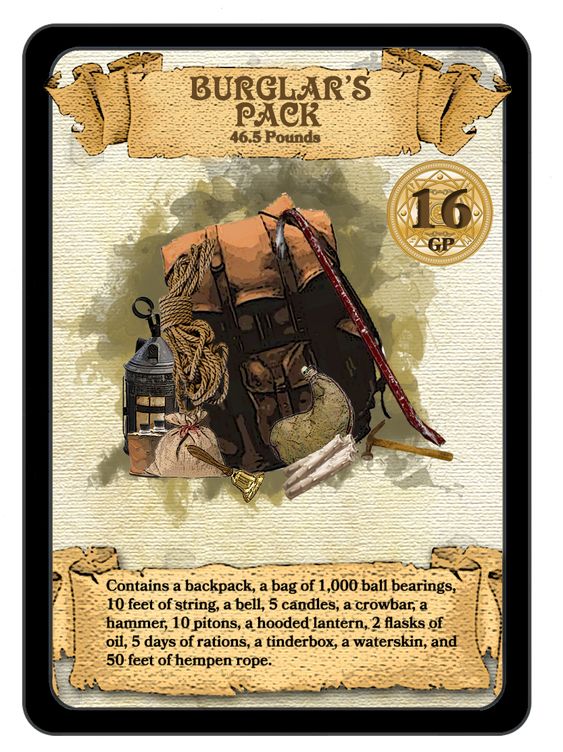 BURGLAR'S
PACK
46.5 Pounds
16
GP
Contains a backpack, a bag of 1,000 ball bearings,
10 feet of string, a bell, 5 candles, a crowbar, a
hammer, 10 pitons, a hooded lantern, 2 flasks of
oil, 5 days of rations, a tinderbox, a waterskin, and
50 feet of hempen rope.